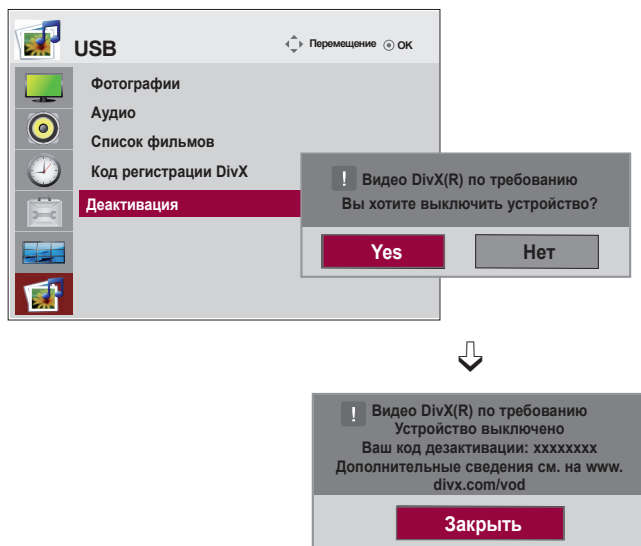 USB
Перемещение OK
Фотографии
Аудио
Список фильмов
Код регистрации DivX
Деактивация
! Видео DivX(R) по требованию
Вы хотите выключить устройство?
Yes Нет
! Видео DivX(R) по требованию
Устройство выключено
Ваш код дезактивации: xxxxxxxx
Дополнительные сведения см. на www.
divx.com/vod
Закрыть